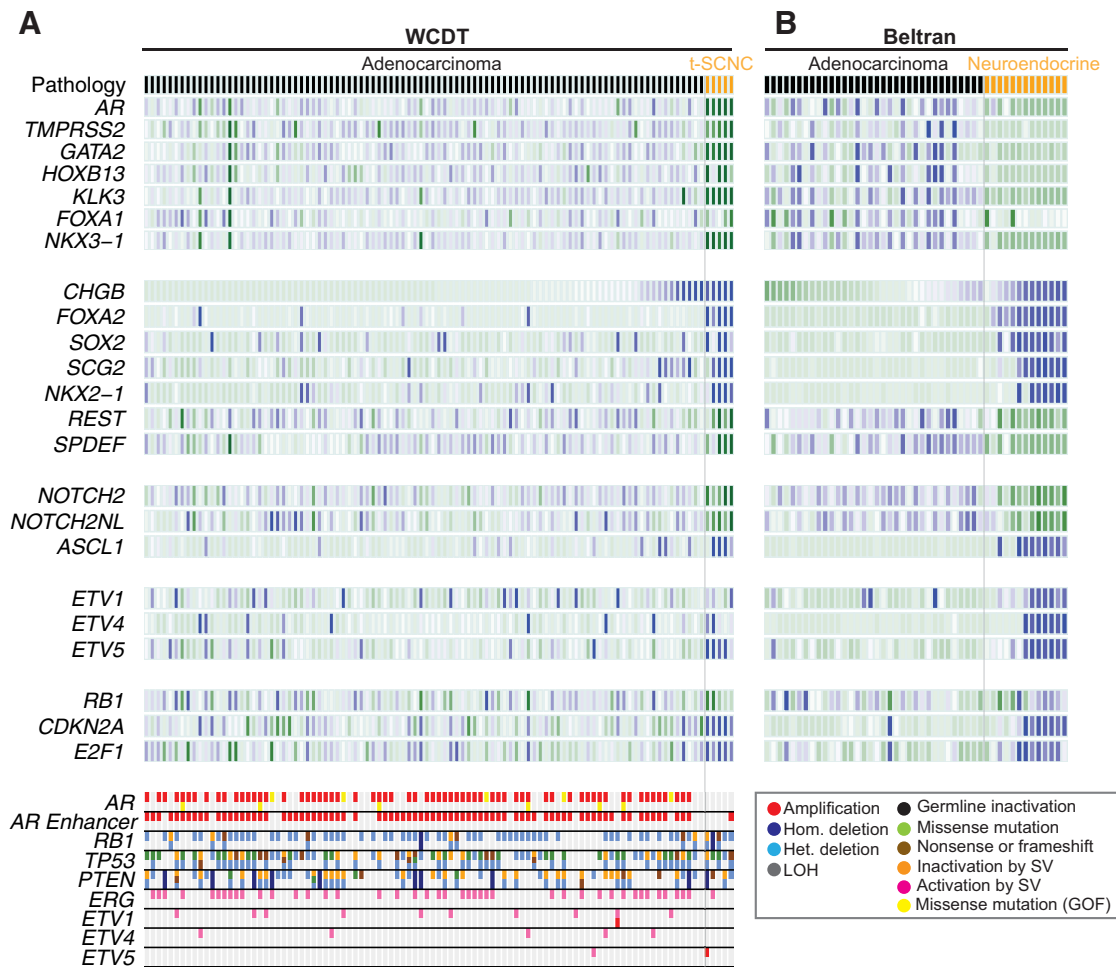 A
WCDT
Adenocarcinoma
t-SCNC
B
Beltran
Adenocarcinoma
Neuroendocrine
Pathology
AR
TMPRSS2
GATA2
HOXB13
KLK3
FOXA1
NKX3−1
CHGB
FOXA2
SOX2
SCG2
NKX2−1
REST
SPDEF
NOTCH2
NOTCH2NL
ASCL1
ETV1
ETV4
ETV5
RB1
CDKN2A
E2F1
AR
AR Enhancer
RB1
TP53
PTEN
ERG
ETV1
ETV4
ETV5
Amplification
Hom. deletion
Het. deletion
LOH
Germline inactivation
Missense mutation
Nonsense or frameshift
Inactivation by SV
Activation by SV
Missense mutation (GOF)